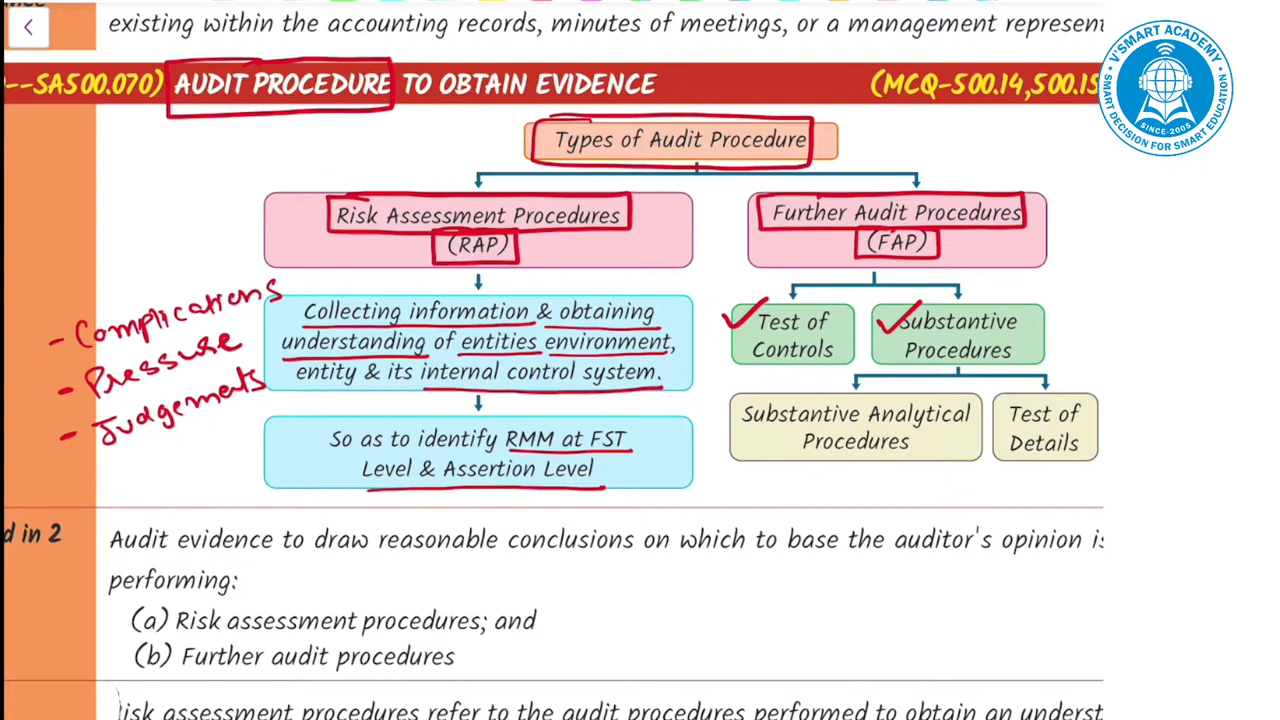 existing within the accounting records, minutes of meetings, or a management represent
--SA500.070) AUDIT PROCEDURE TO OBTAIN EVIDENCE (MCQ-500.14,500.15
V'SMART ACADEMY
SINCE-2005
SMART DECISION FOR SMART EDUCATION
Types of Audit Procedure
Risk Assessment Procedures
(RAP)
Further Audit Procedures
(FAP)
Collecting information & obtaining
understanding of entities environment,
entity & its internal control system.
Test of
Controls
Substantive
Procedures
- Complications
- Pressure
- Judgements
So as to identify RMM at FST
Level & Assertion Level
Substantive Analytical
Procedures
Test of
Details
d in 2
Audit evidence to draw reasonable conclusions on which to base the auditor's opinion is
performing:
(a) Risk assessment procedures; and
(b) Further audit procedures
isk assessment procedures refer to the audit procedures performed to obtain an underst